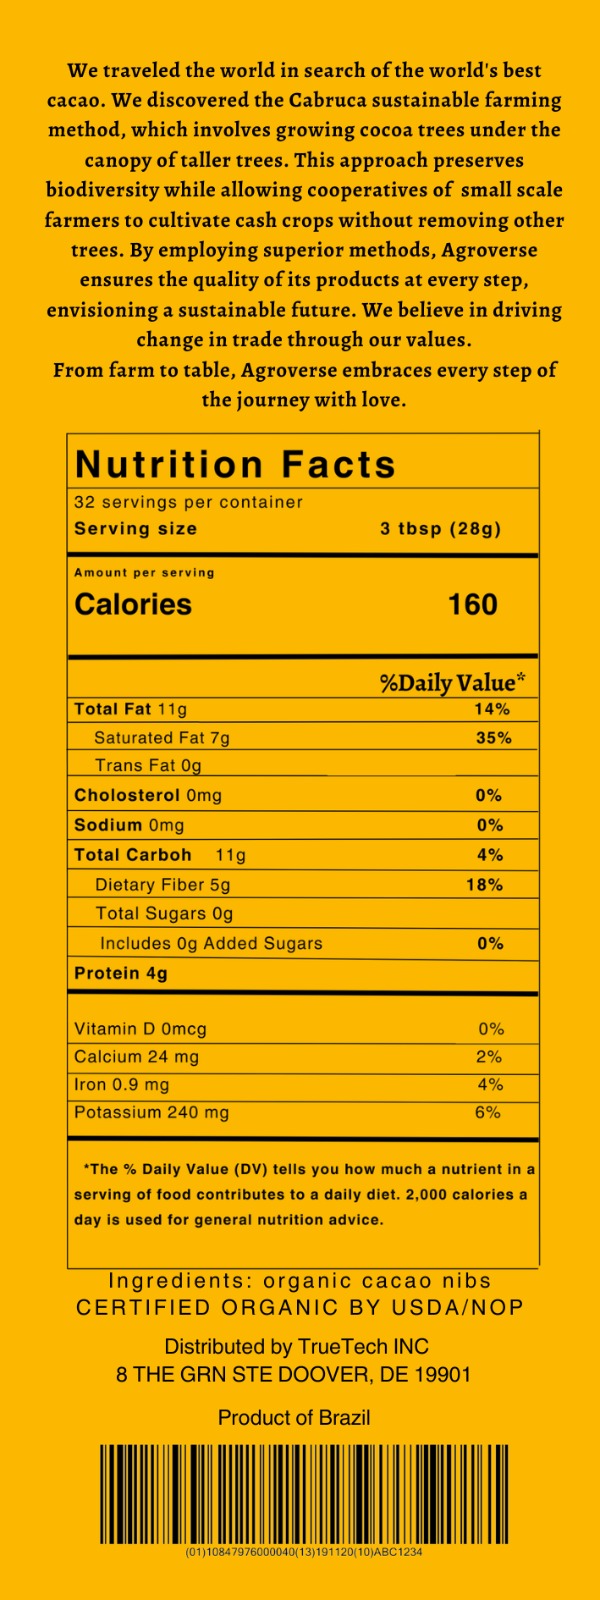 We traveled the world in search of the world's best
cacao. We discovered the Cabruca sustainable farming
method, which involves growing cocoa trees under the
canopy of taller trees. This approach preserves
biodiversity while allowing cooperatives of small scale
farmers to cultivate cash crops without removing other
trees. By employing superior methods, Agroverse
ensures the quality of its products at every step,
envisioning a sustainable future. We believe in driving
change in trade through our values.
From farm to table, Agroverse embraces every step of
the journey with love.
Nutrition Facts
32 servings per container
Serving size 3 tbsp (28g)
Amount per serving
Calories 160
%Daily Value*
Total Fat 11g 14%
Saturated Fat 7g 35%
Trans Fat 0g
Cholosterol 0mg 0%
Sodium 0mg 0%
Total Carboh 11g 4%
Dietary Fiber 5g 18%
Total Sugars 0g
Includes 0g Added Sugars 0%
Protein 4g
Vitamin D 0mcg 0%
Calcium 24 mg 2%
Iron 0.9 mg 4%
Potassium 240 mg 6%
*The % Daily Value (DV) tells you how much a nutrient in a
serving of food contributes to a daily diet. 2,000 calories a
day is used for general nutrition advice.
Ingredients: organic cacao nibs
CERTIFIED ORGANIC BY USDA/NOP
Distributed by TrueTech INC
8 THE GRN STE DOOVER, DE 19901
Product of Brazil
(01)10847976000040(13)191120(10)ABC1234